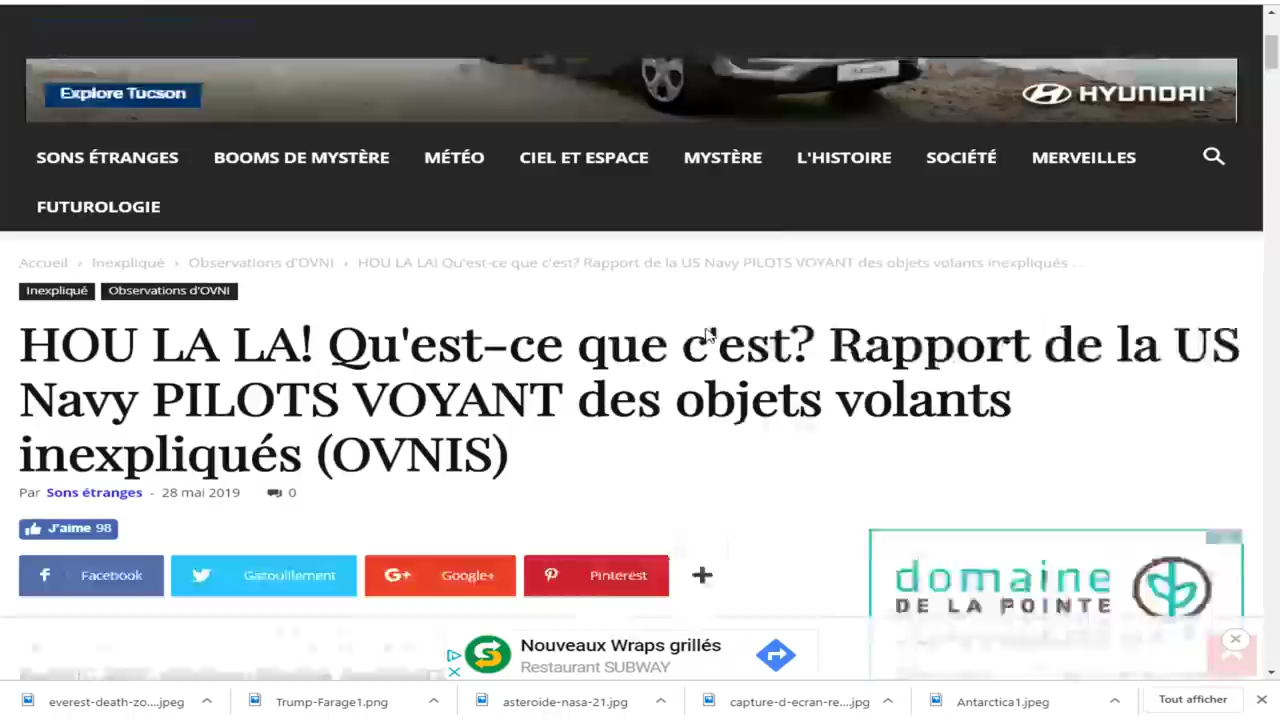 Explore Tucson
HYUNDAI
SONS ÉTRANGES BOOMS DE MYSTÈRE MÉTÉO CIEL ET ESPACE MYSTÈRE L'HISTOIRE SOCIÉTÉ MERVEILLES
FUTUROLOGIE
Accueil › Inexpliqué › Observations d'OVNI › HOU LA LA! Qu'est-ce que c'est? Rapport de la US Navy PILOTS VOYANT des objets volants inexpliqués ...
Inexpliqué Observations d'OVNI
HOU LA LA! Qu'est-ce que c'est? Rapport de la US
Navy PILOTS VOYANT des objets volants
inexpliqués (OVNIS)
Par Sons étranges - 28 mai 2019 0
J'aime 98
Facebook Gazouillement Google+ Pinterest
domaine
DE LA POINTE
Nouveaux Wraps grillés
Restaurant SUBWAY
everest-death-zo....jpeg Trump-Farage1.png asteroide-nasa-21.jpg capture-d-ecran-re....jpg Antarctica1.jpeg Tout afficher